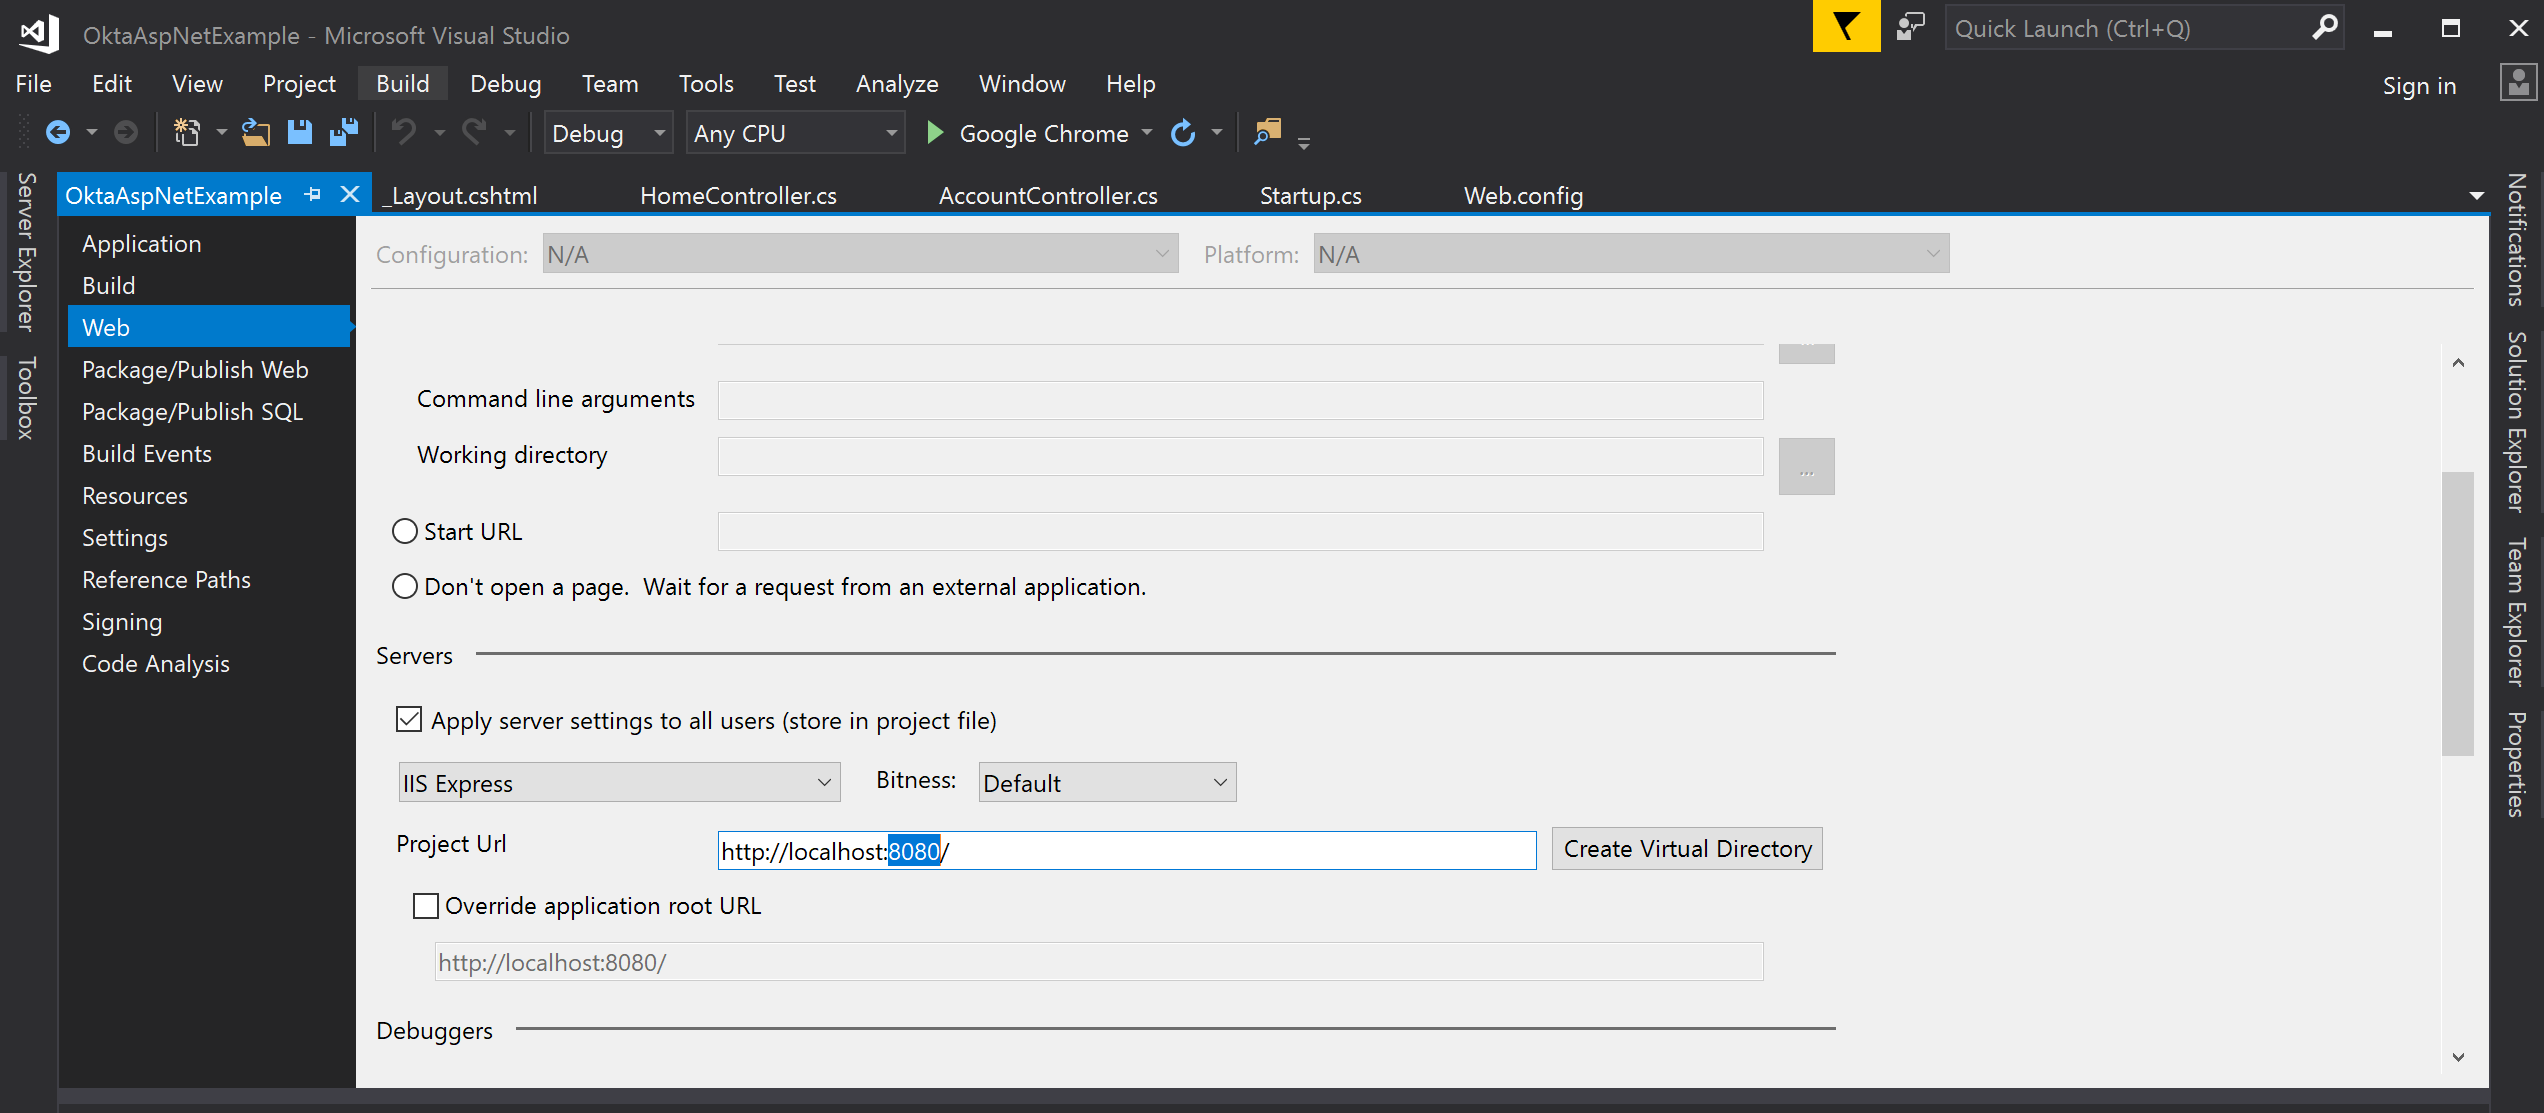 OktaAspNetExample - Microsoft Visual Studio
Quick Launch (Ctrl+Q)
File Edit View Project Build Debug Team Tools Test Analyze Window Help
Sign in
Debug Any CPU Google Chrome
Server Explorer
Toolbox
OktaAspNetExample _Layout.cshtml HomeController.cs AccountController.cs Startup.cs Web.config
Application
Build
Web
Package/Publish Web
Package/Publish SQL
Build Events
Resources
Settings
Reference Paths
Signing
Code Analysis
Configuration: N/A Platform: N/A
...
Command line arguments
Working directory
...
Start URL
Don't open a page.  Wait for a request from an external application.
Servers
Apply server settings to all users (store in project file)
IIS Express Bitness: Default
Project Url http://localhost:8080/ Create Virtual Directory
Override application root URL
http://localhost:8080/
Debuggers
Notifications
Solution Explorer
Team Explorer
Properties